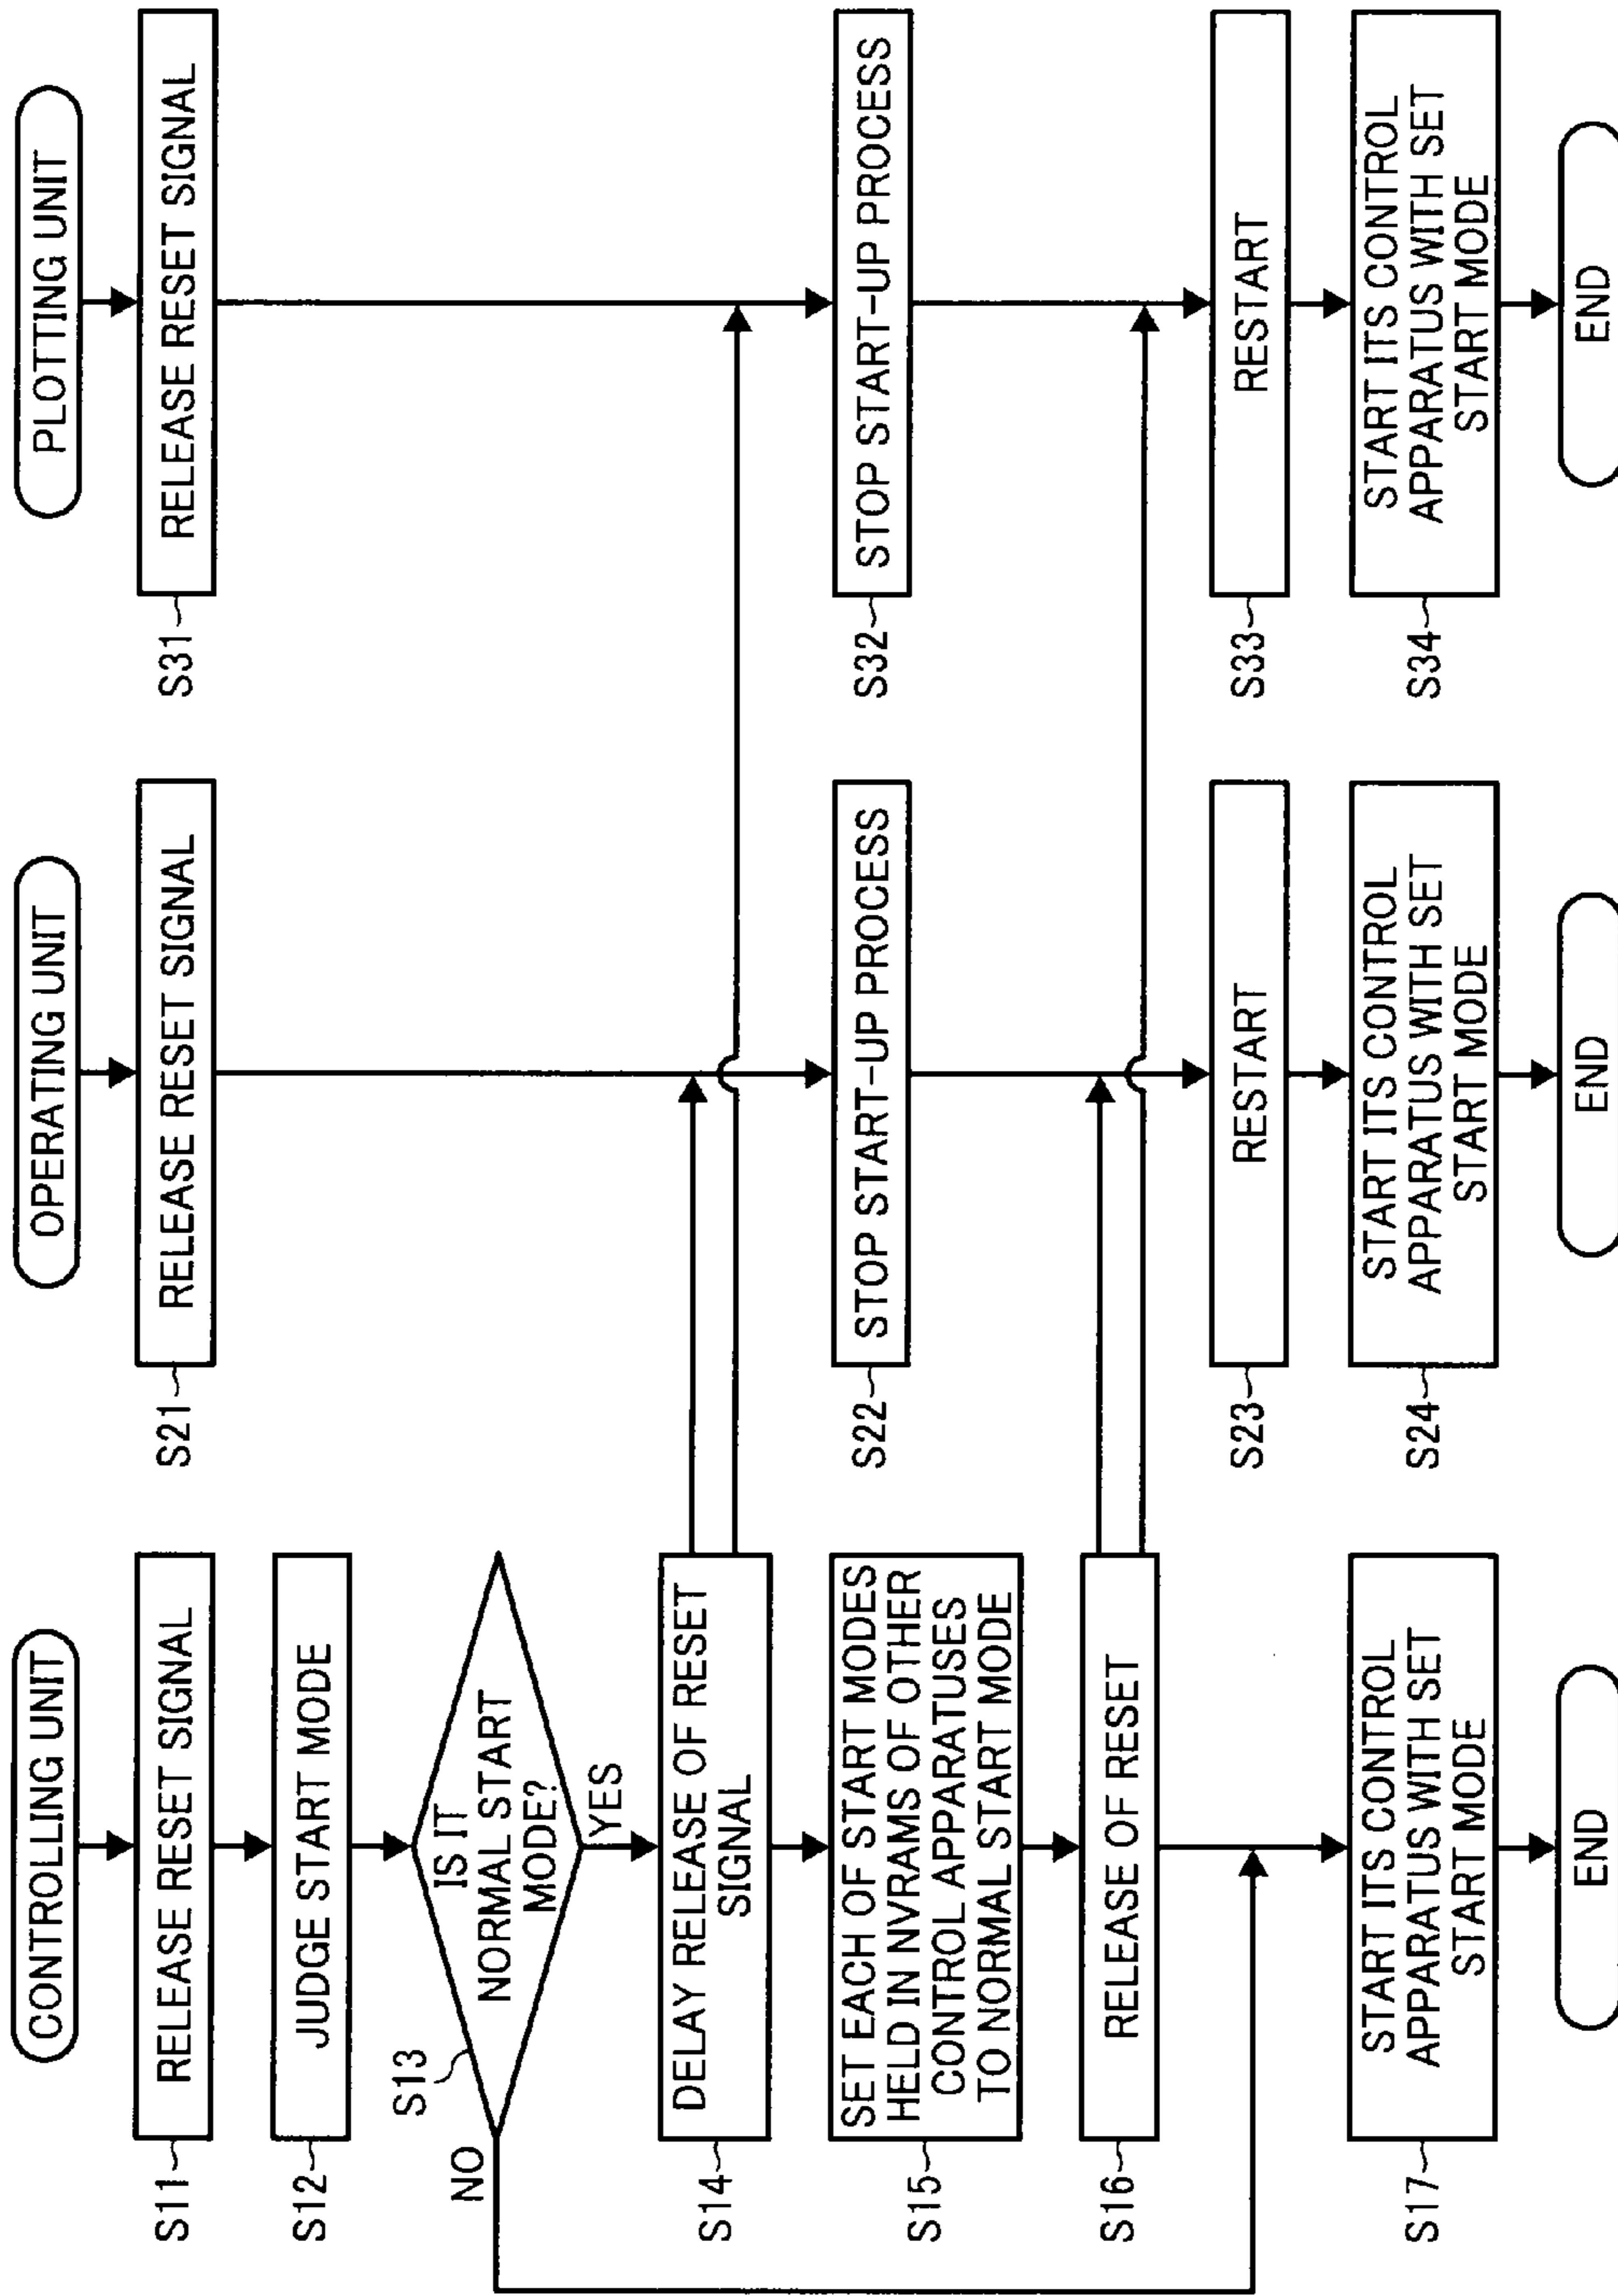 CONTROLLING UNIT
S11
RELEASE RESET SIGNAL
S12
JUDGE START MODE
S13
IS IT
NORMAL START
MODE?
NO
YES
S14
DELAY RELEASE OF RESET
SIGNAL
S15
SET EACH OF START MODES
HELD IN NVRAMS OF OTHER
CONTROL APPARATUSES
TO NORMAL START MODE
S16
RELEASE OF RESET
S17
START ITS CONTROL
APPARATUS WITH SET
START MODE
END
OPERATING UNIT
S21
RELEASE RESET SIGNAL
S22
STOP START-UP PROCESS
S23
RESTART
S24
START ITS CONTROL
APPARATUS WITH SET
START MODE
END
PLOTTING UNIT
S31
RELEASE RESET SIGNAL
S32
STOP START-UP PROCESS
S33
RESTART
S34
START ITS CONTROL
APPARATUS WITH SET
START MODE
END